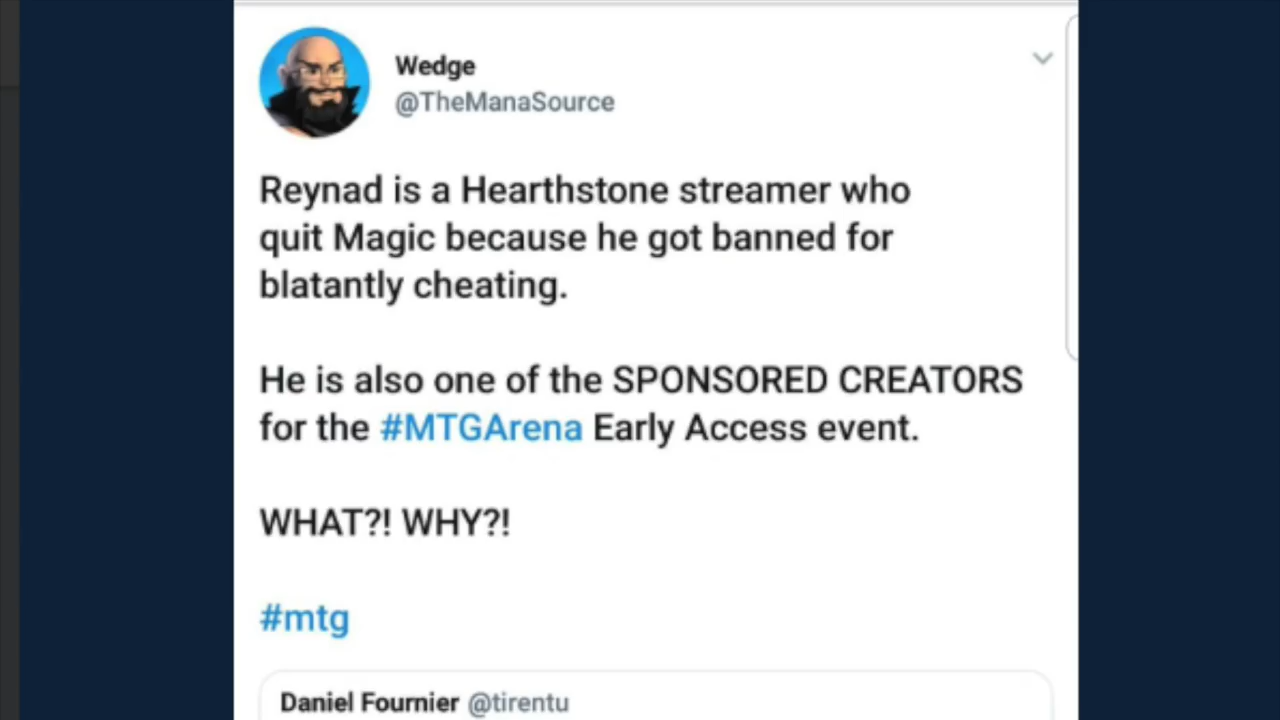 Wedge
@TheManaSource
Reynad is a Hearthstone streamer who
quit Magic because he got banned for
blatantly cheating.
He is also one of the SPONSORED CREATORS
for the #MTGArena Early Access event.
WHAT?! WHY?!
#mtg
Daniel Fournier @tirentu